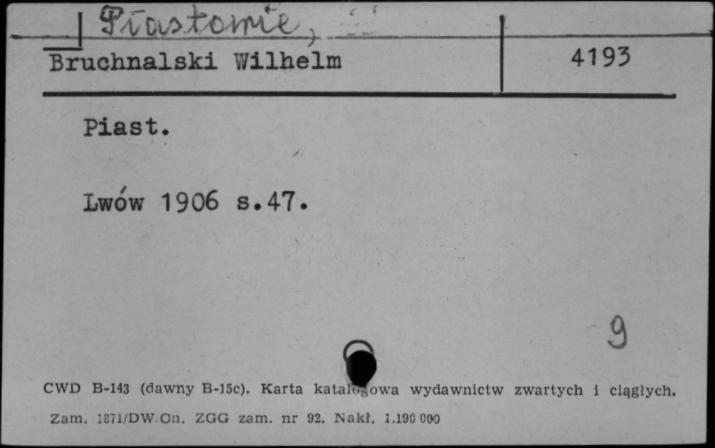 Piastowie,
Bruchnalski Wilhelm 4193
Piast.
Lwów 1906 s.47.
9
CWD B-143 (dawny B-15c). Karta katalogowa wydawnictw zwartych i ciągłych.
Zam. 1871/DW.Cn. ZGG zam. nr 92. Nakł. 1.190 000